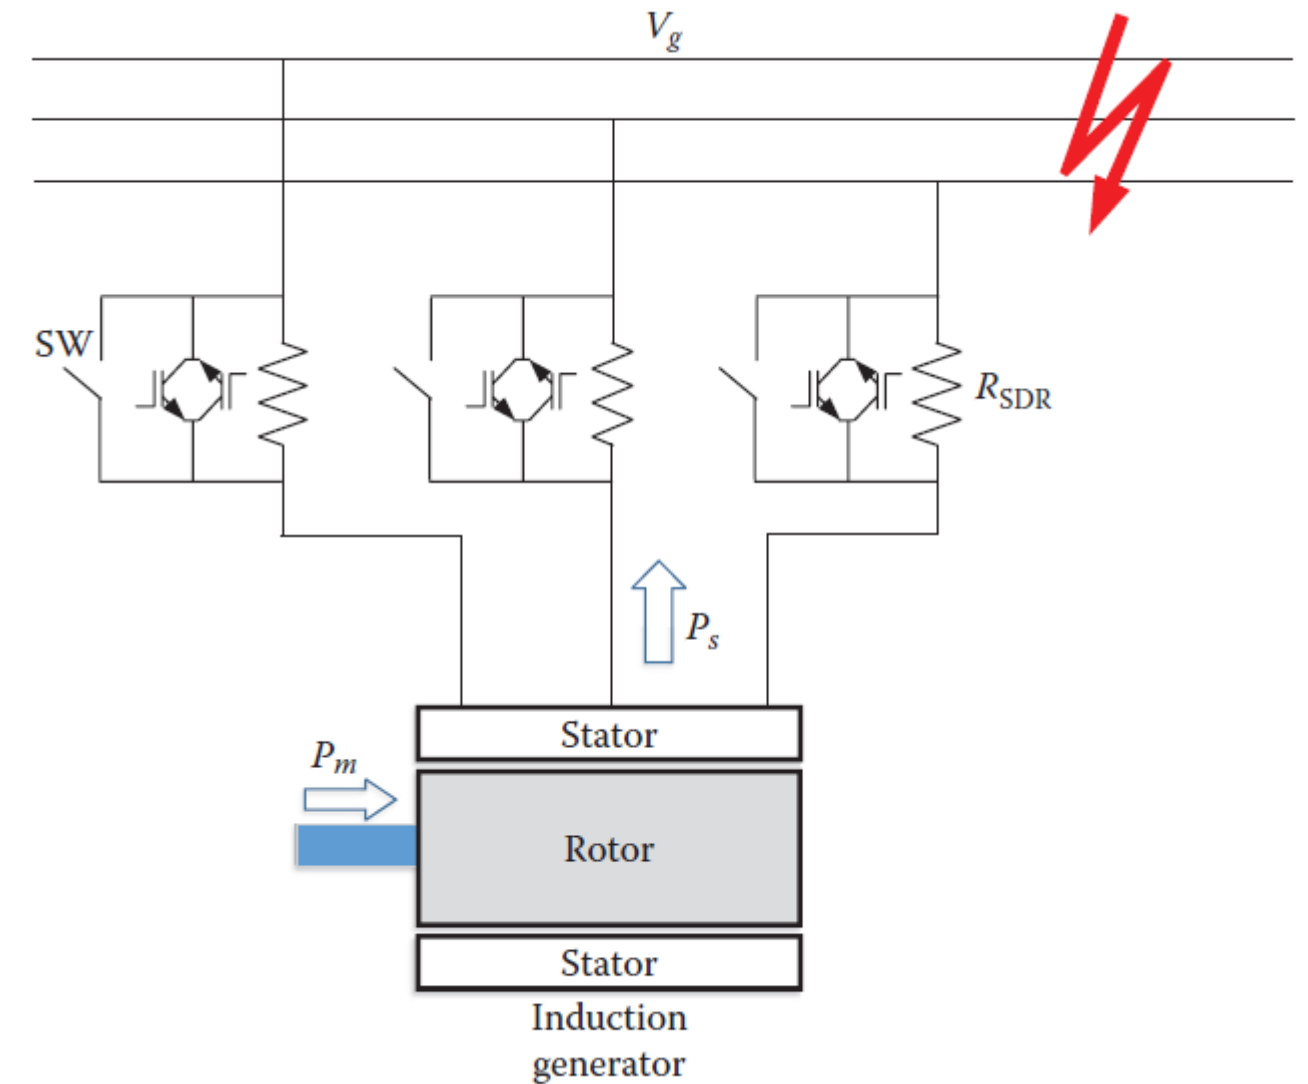 Vg
SW
RSDR
Ps
Pm
Stator
Rotor
Stator
Induction
generator